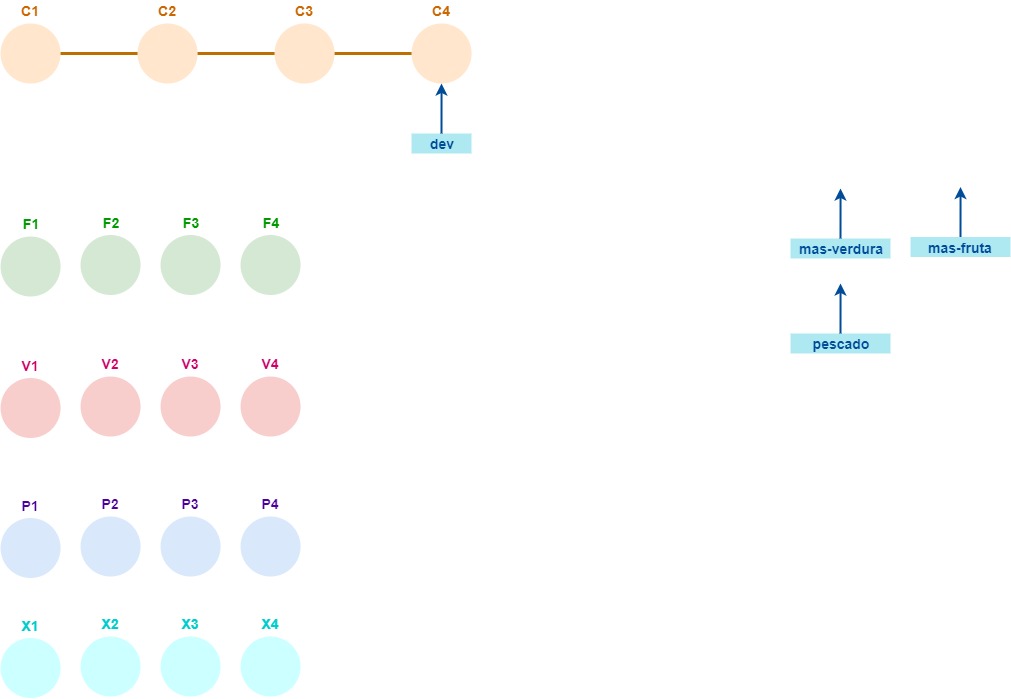 C1 C2 C3 C4
dev
F1 F2 F3 F4
mas-verdura mas-fruta
pescado
V1 V2 V3 V4
P1 P2 P3 P4
X1 X2 X3 X4